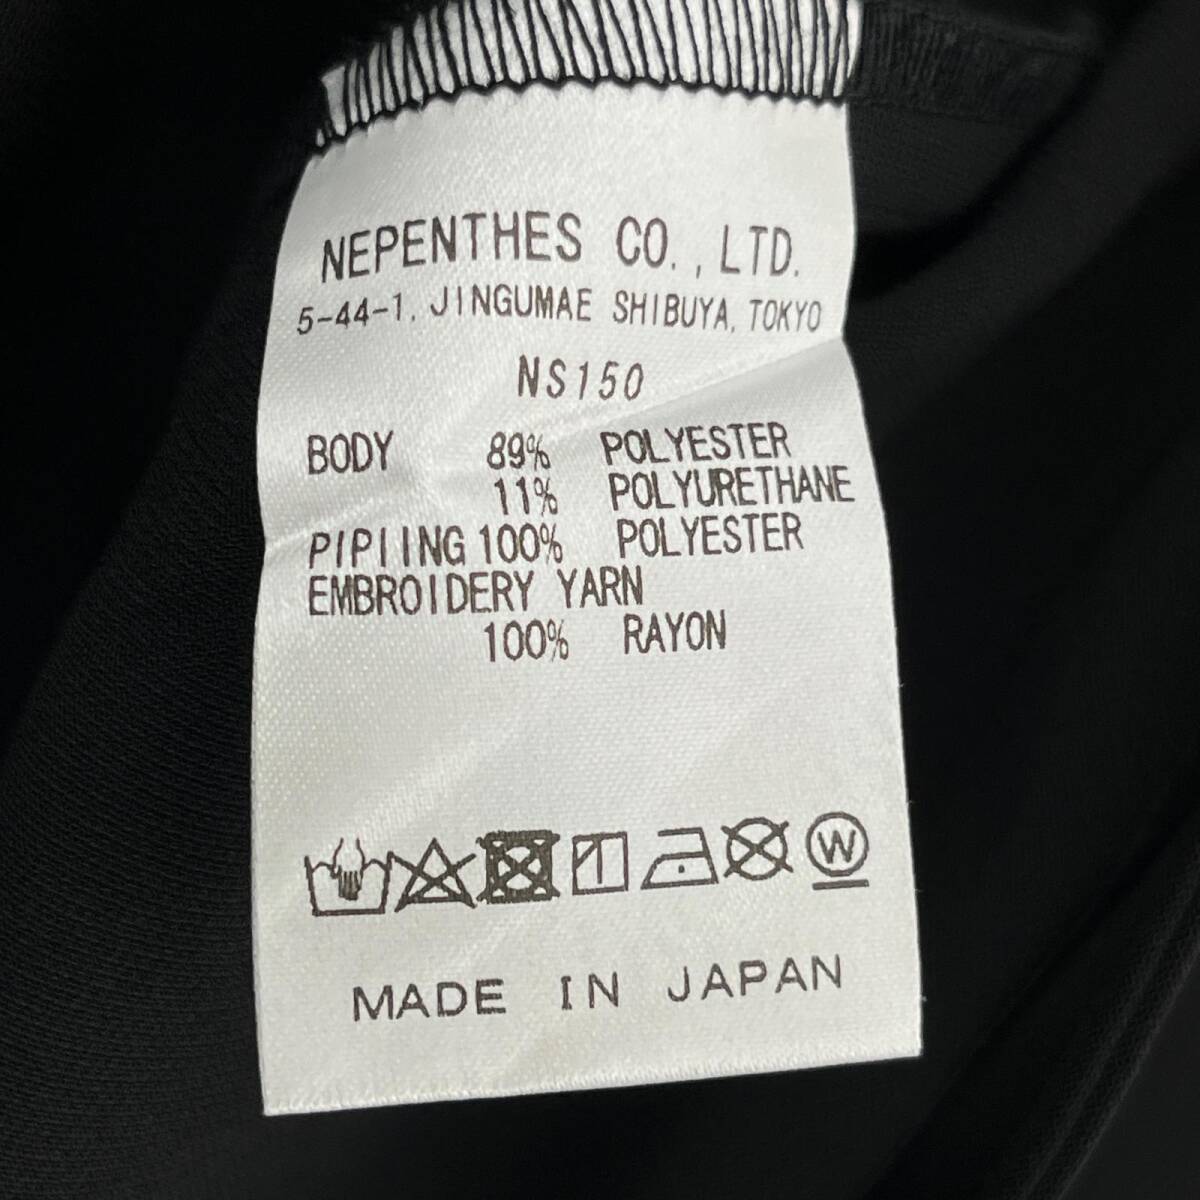 NEPENTHES CO., LTD.
5-44-1, JINGUMAE SHIBUYA, TOKYO
NS150
BODY 89% POLYESTER
11% POLYURETHANE
PIPIING 100% POLYESTER
EMBROIDERY YARN
100% RAYON
W
MADE IN JAPAN